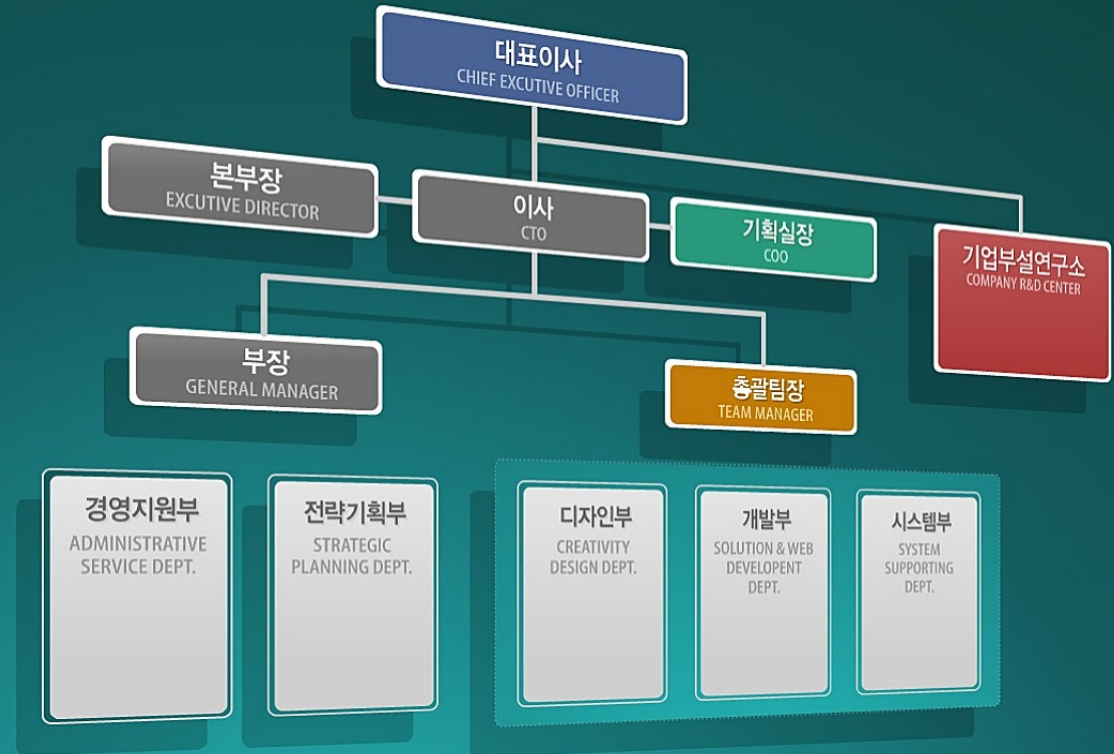 대표이사
CHIEF EXCUTIVE OFFICER
본부장
EXCUTIVE DIRECTOR
이사
CTO
기획실장
COO
기업부설연구소
COMPANY R&D CENTER
부장
GENERAL MANAGER
총괄팀장
TEAM MANAGER
경영지원부
ADMINISTRATIVE
SERVICE DEPT.
전략기획부
STRATEGIC
PLANNING DEPT.
디자인부
CREATIVITY
DESIGN DEPT.
개발부
SOLUTION & WEB
DEVELOPENT
DEPT.
시스템부
SYSTEM
SUPPORTING
DEPT.